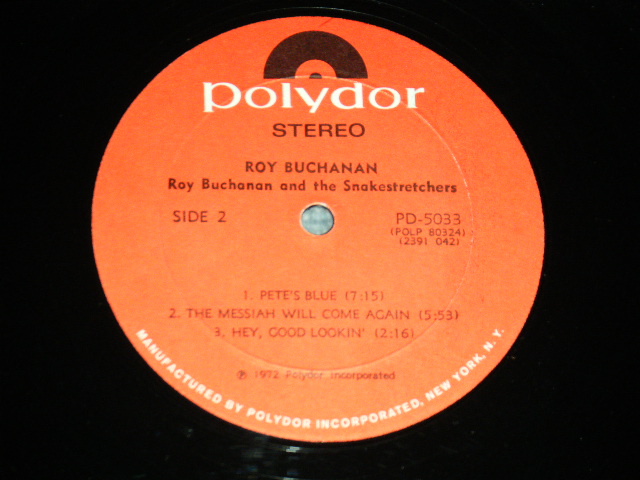 polydor
STEREO
ROY BUCHANAN
Roy Buchanan and the Snakestretchers
SIDE 2
PD-5033
(POLP 80324)
(2391 042)
1. PETE'S BLUE (7:15)
2. THE MESSIAH WILL COME AGAIN (5:53)
3. HEY, GOOD LOOKIN' (2:16)
℗ 1972 Polydor Incorporated
MANUFACTURED BY POLYDOR INCORPORATED, NEW YORK, N. Y.